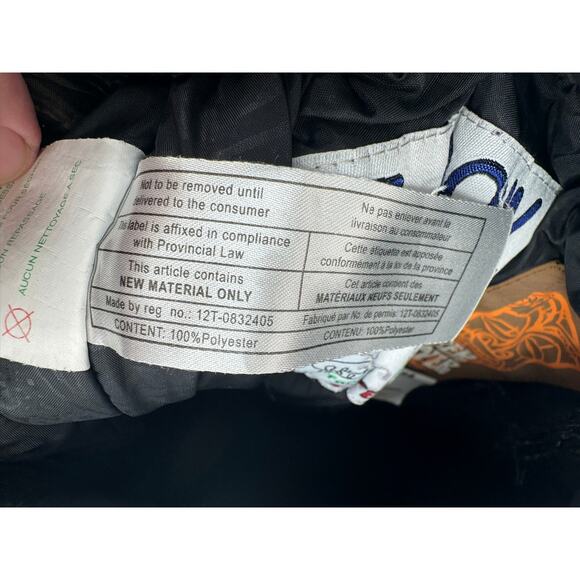 AUCUN NETTOYAGE A SEC
Not to be removed until
delivered to the consumer
label is affixed in compliance
with Provincial Law
This article contains
NEW MATERIAL ONLY
Made by reg. no.: 12T-0832405
CONTENT: 100%Polyester
Ne pas enlever avant la
livraison au consommateur
Cette étiquette est apposée
conformément à la loi de la province
Cet article contient des
MATÉRIAUX NEUFS SEULEMENT
Fabriqué par No. de permis: 12T-0832405
CONTENU: 100%Polyester